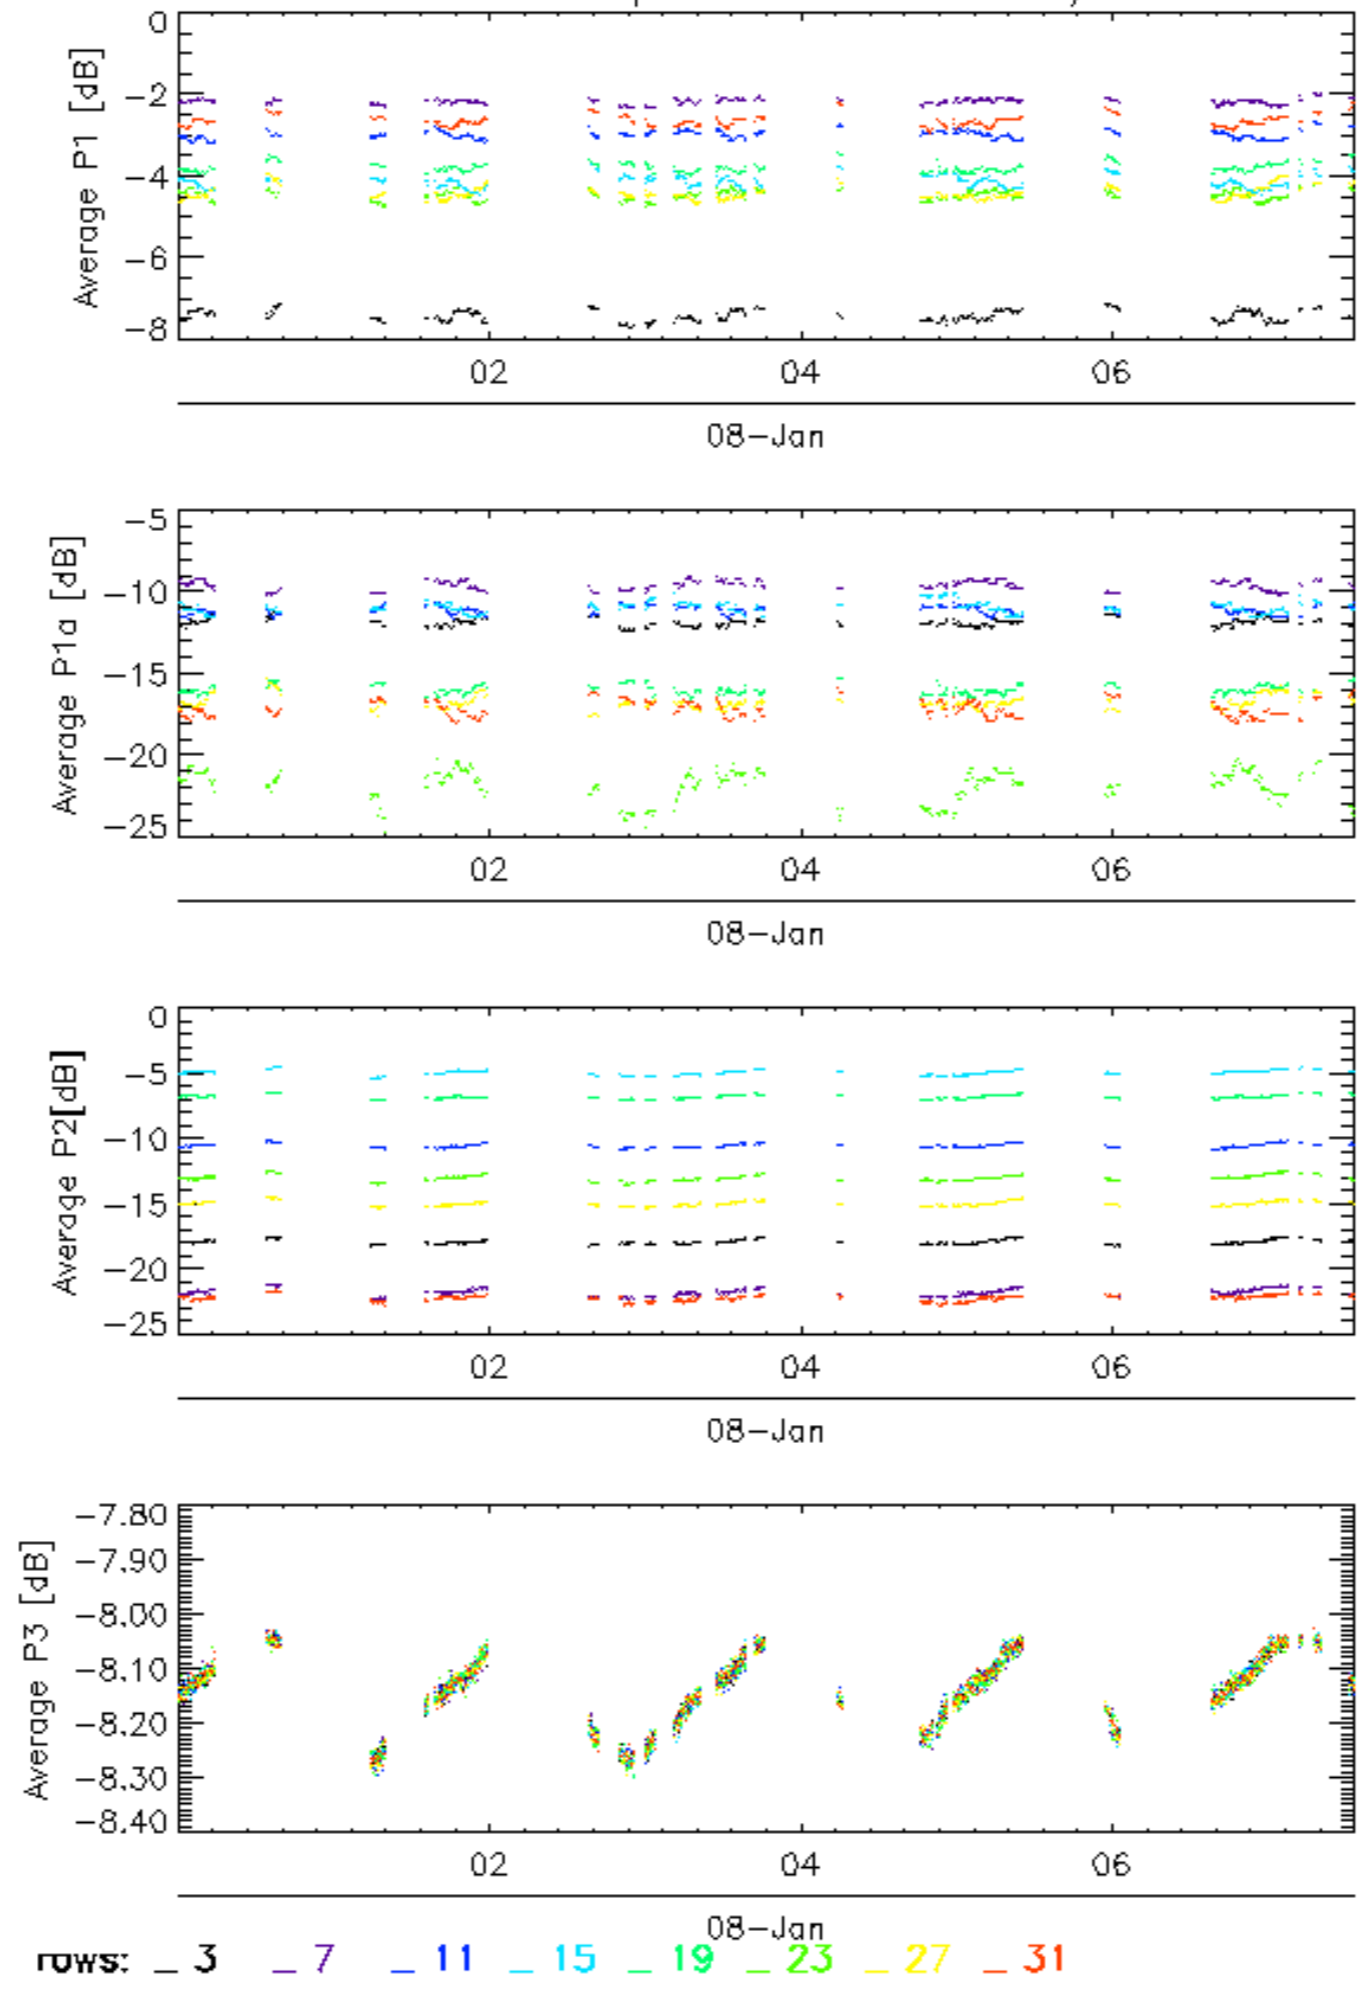 0
−2
−4
−6
−8
Average P1 [dB]
02 04 06
08−Jan
−5
−10
−15
−20
−25
Average P1a [dB]
02 04 06
08−Jan
0
−5
−10
−15
−20
−25
Average P2[dB]
02 04 06
08−Jan
−7.80
−7.90
−8.00
−8.10
−8.20
−8.30
−8.40
Average P3 [dB]
02 04 06
08−Jan
rows: _ 3 _ 7 _ 11 _ 15 _ 19 _ 23 _ 27 _ 31